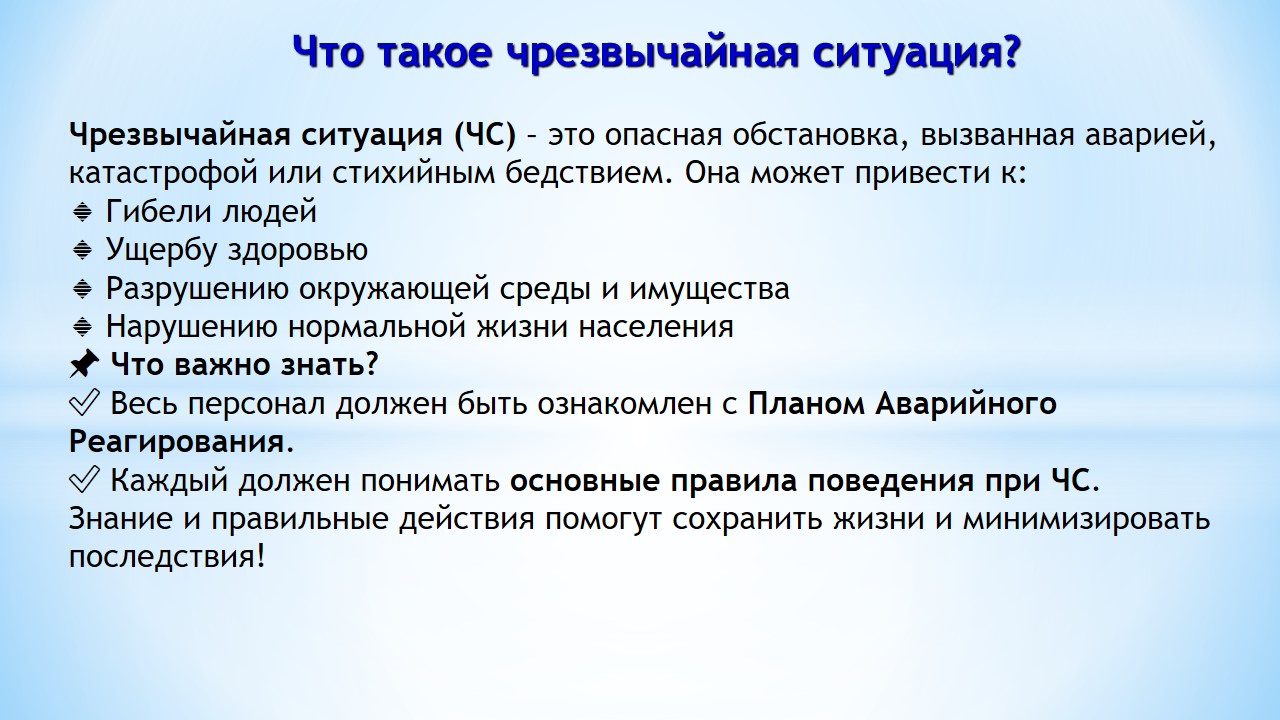 Что такое чрезвычайная ситуация?
Чрезвычайная ситуация (ЧС) – это опасная обстановка, вызванная аварией,
катастрофой или стихийным бедствием. Она может привести к:
Гибели людей
Ущербу здоровью
Разрушению окружающей среды и имущества
Нарушению нормальной жизни населения
📌 Что важно знать?
✅ Весь персонал должен быть ознакомлен с Планом Аварийного
Реагирования.
✅ Каждый должен понимать основные правила поведения при ЧС.
Знание и правильные действия помогут сохранить жизни и минимизировать
последствия!